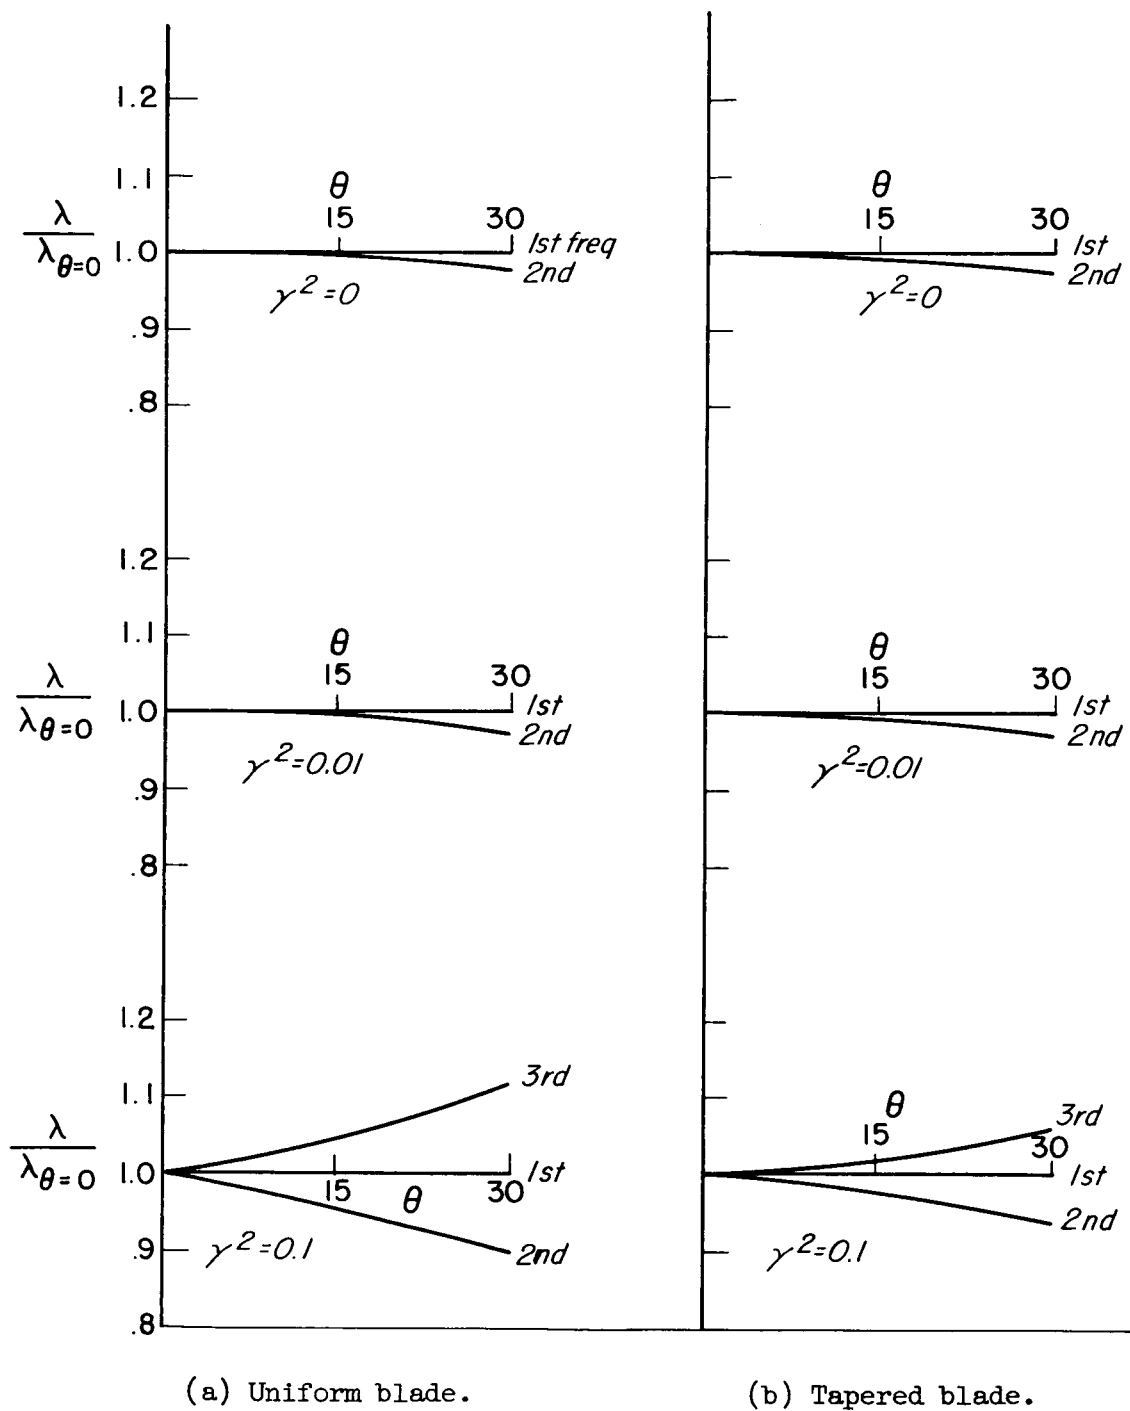 1.2
1.1
θ
15 30
λ
λθ=0
1.0
1st freq
2nd
γ²=0
.9
.8
θ
15 30
1st
2nd
γ²=0
1.2
1.1
θ
15 30
λ
λθ=0
1.0
1st
2nd
γ²=0.01
.9
.8
θ
15 30
1st
2nd
γ²=0.01
1.2
1.1
3rd
λ
λθ=0
1.0
1st
15 θ 30
γ²=0.1
2nd
.9
.8
θ
15 30
3rd
1st
2nd
γ²=0.1
(a) Uniform blade.
(b) Tapered blade.